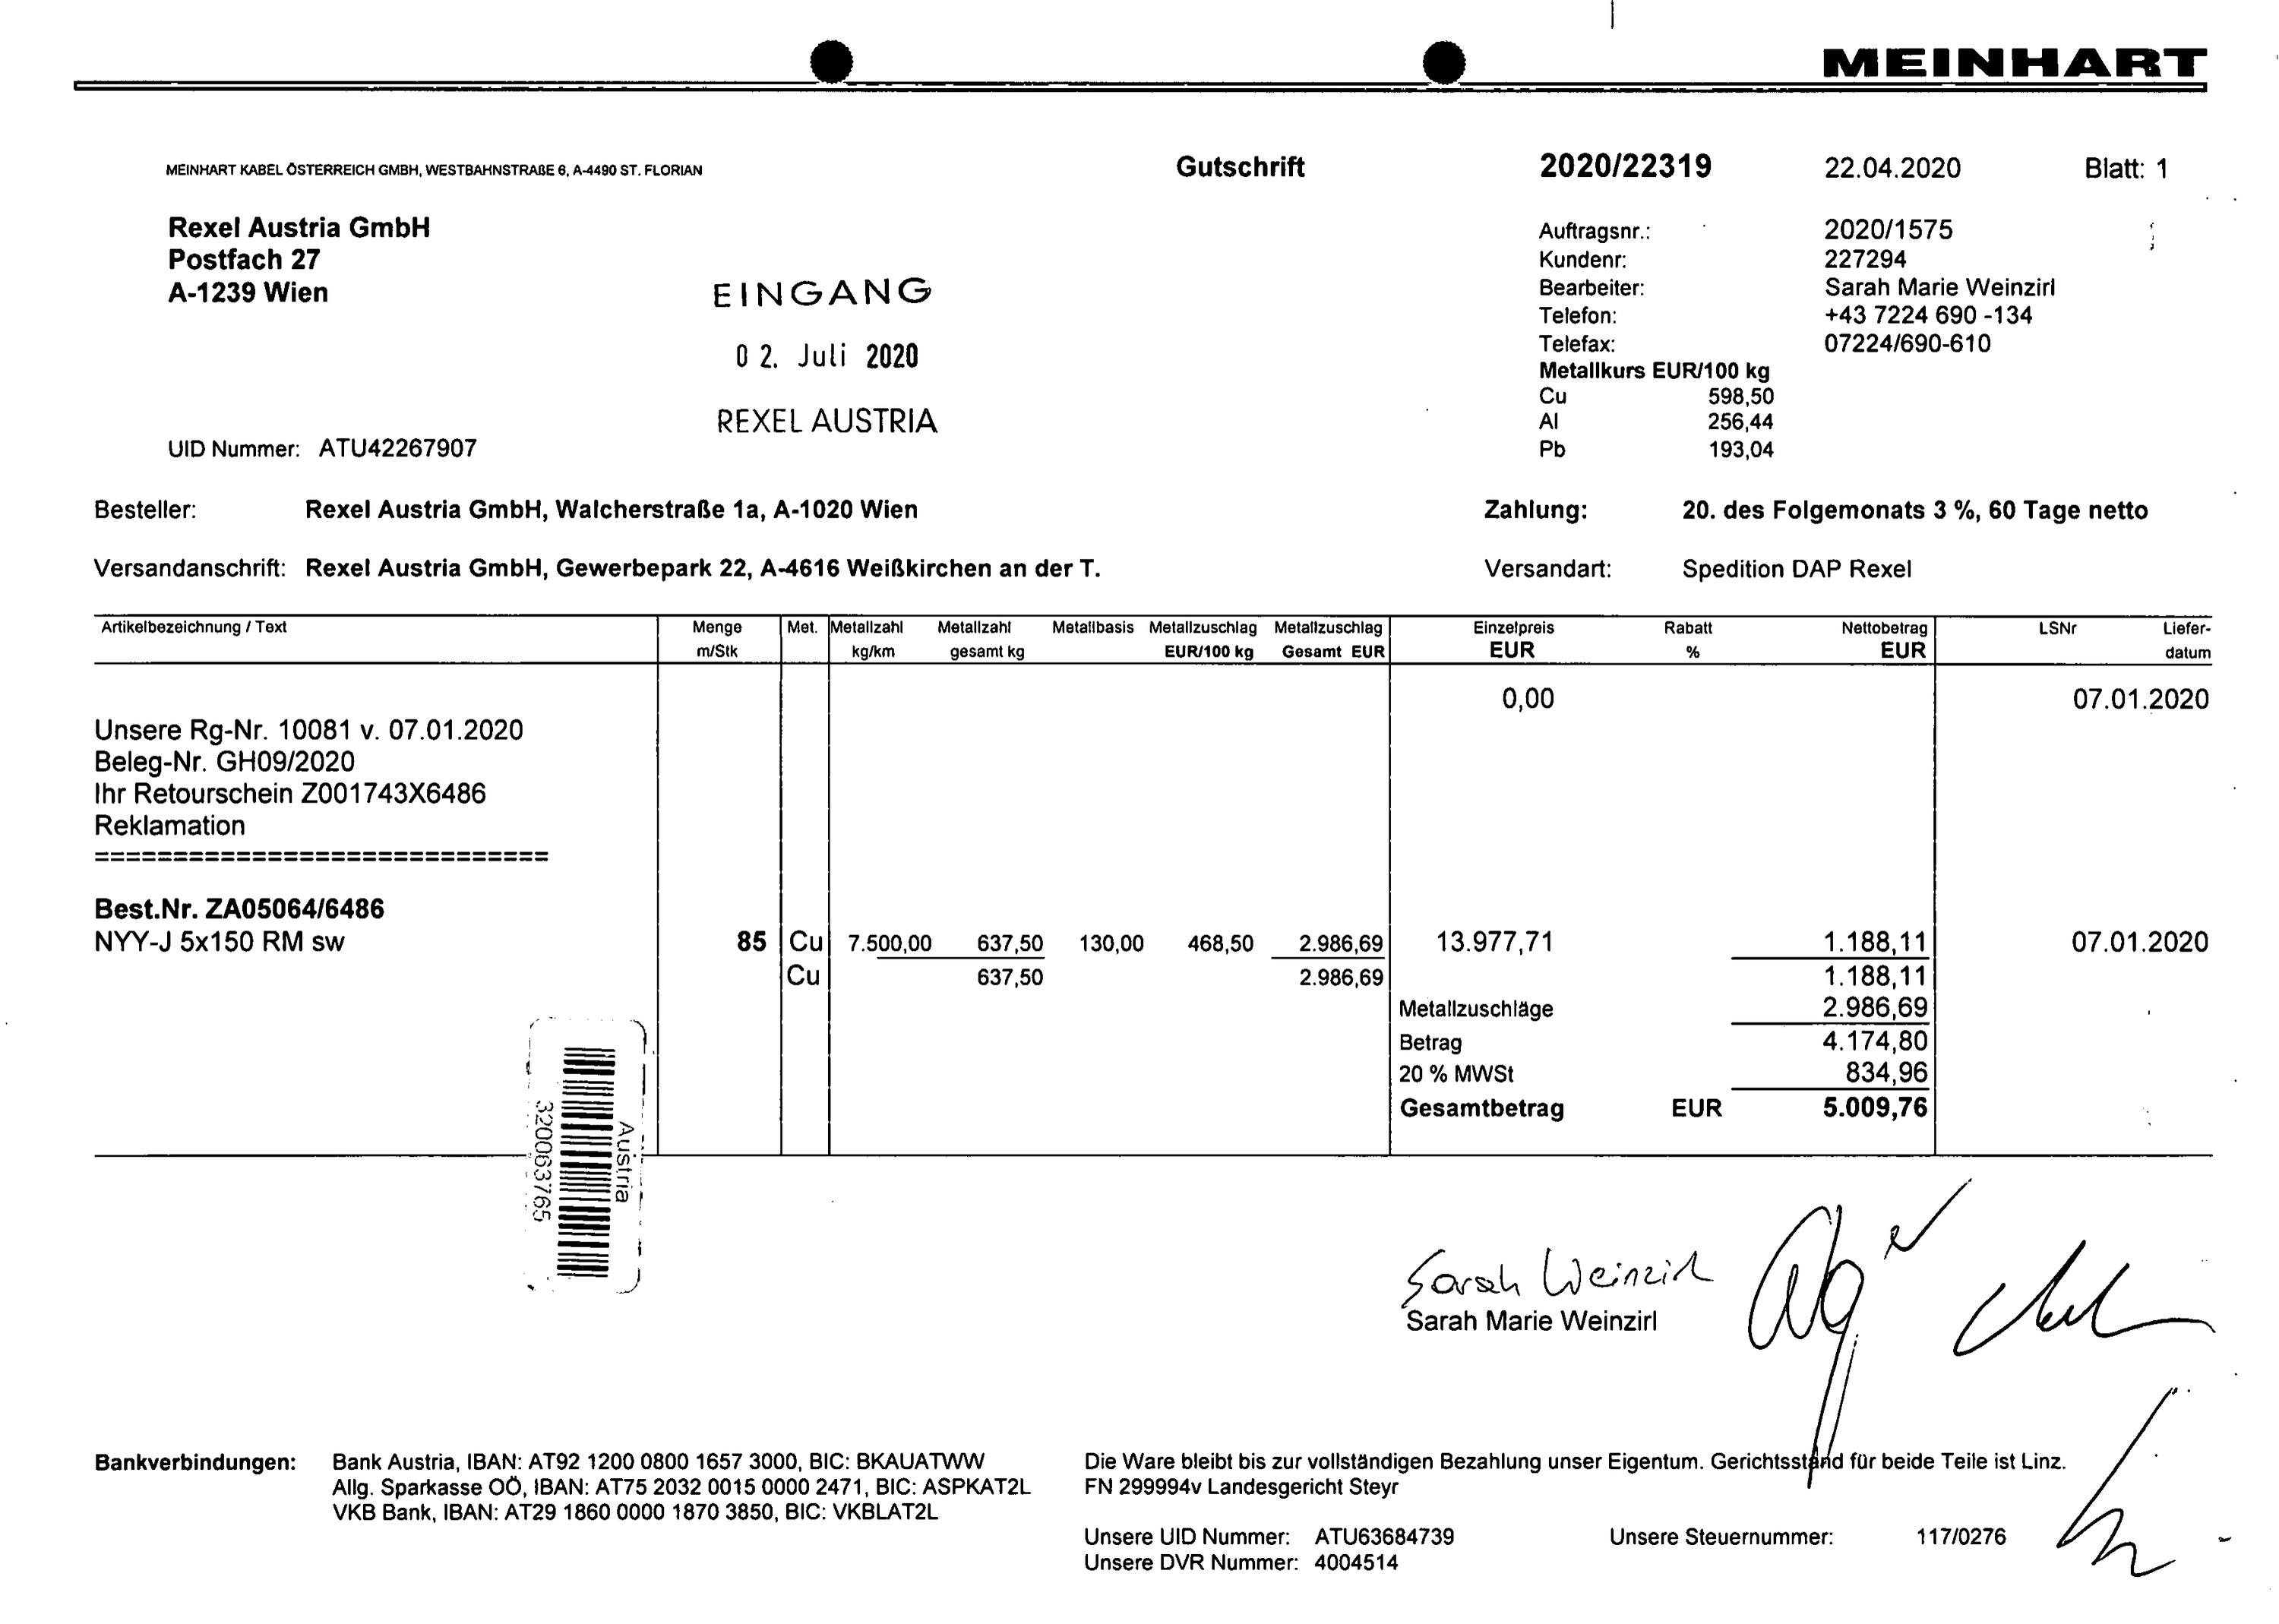 MEINHART
MEINHART KABEL ÖSTERREICH GMBH, WESTBAHNSTRAßE 6, A-4490 ST. FLORIAN
Gutschrift 2020/22319 22.04.2020 Blatt: 1
Rexel Austria GmbH
Postfach 27
A-1239 Wien
EINGANG
02. Juli 2020
REXEL AUSTRIA
UID Nummer: ATU42267907
Auftragsnr.: 2020/1575
Kundenr: 227294
Bearbeiter: Sarah Marie Weinzirl
Telefon: +43 7224 690 -134
Telefax: 07224/690-610
Metallkurs EUR/100 kg
Cu 598,50
Al 256,44
Pb 193,04
Besteller: Rexel Austria GmbH, Walcherstraße 1a, A-1020 Wien
Zahlung: 20. des Folgemonats 3 %, 60 Tage netto
Versandanschrift: Rexel Austria GmbH, Gewerbepark 22, A-4616 Weißkirchen an der T.
Versandart: Spedition DAP Rexel
Artikelbezeichnung / Text Menge Met. Metallzahl Metallzahl Metallbasis Metallzuschlag Metallzuschlag Einzelpreis Rabatt Nettobetrag LSNr Liefer-
m/Stk kg/km gesamt kg EUR/100 kg Gesamt EUR EUR % EUR datum
0,00 07.01.2020
Unsere Rg-Nr. 10081 v. 07.01.2020
Beleg-Nr. GH09/2020
Ihr Retourschein Z001743X6486
Reklamation
=============================
Best.Nr. ZA05064/6486
NYY-J 5x150 RM sw 85 Cu 7.500,00 637,50 130,00 468,50 2.986,69 13.977,71 1.188,11 07.01.2020
Cu 637,50 2.986,69 1.188,11
Metallzuschläge 2.986,69
Betrag 4.174,80
20 % MWSt 834,96
Gesamtbetrag EUR 5.009,76
Austria
320063765
Sarah Weinzirl
Sarah Marie Weinzirl
Bankverbindungen: Bank Austria, IBAN: AT92 1200 0800 1657 3000, BIC: BKAUATWW
Allg. Sparkasse OÖ, IBAN: AT75 2032 0015 0000 2471, BIC: ASPKAT2L
VKB Bank, IBAN: AT29 1860 0000 1870 3850, BIC: VKBLAT2L
Die Ware bleibt bis zur vollständigen Bezahlung unser Eigentum. Gerichtsstand für beide Teile ist Linz.
FN 299994v Landesgericht Steyr
Unsere UID Nummer: ATU63684739 Unsere Steuernummer: 117/0276
Unsere DVR Nummer: 4004514